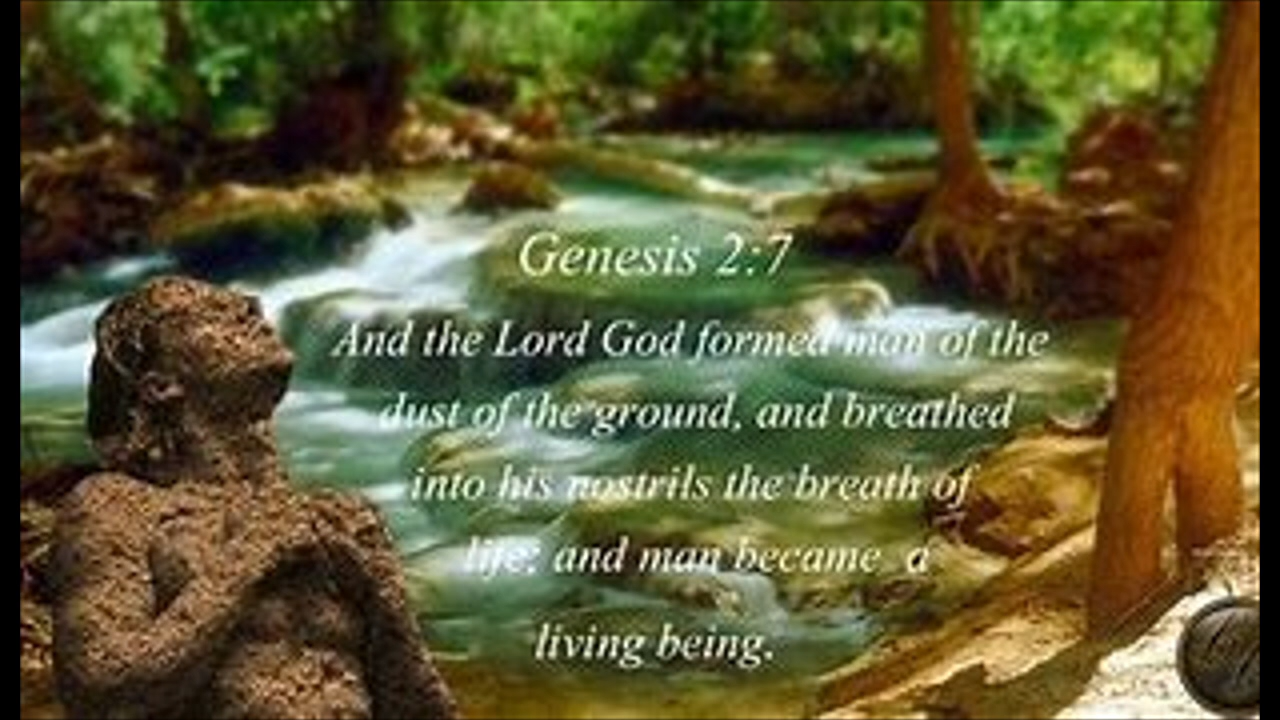 Genesis 2:7
And the Lord God formed man of the
dust of the ground, and breathed
into his nostrils the breath of
life; and man became a
living being.